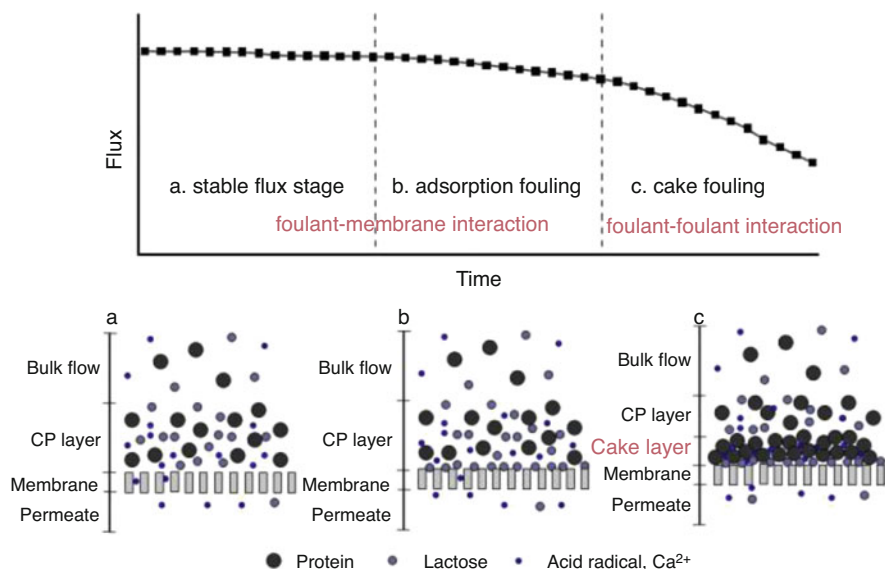 Flux
a. stable flux stage
b. adsorption fouling
c. cake fouling
foulant-membrane interaction
foulant-foulant interaction
Time
a
Bulk flow
CP layer
Membrane
Permeate
b
Bulk flow
CP layer
Membrane
Permeate
c
Bulk flow
CP layer
Cake layer
Membrane
Permeate
Protein
Lactose
Acid radical, Ca²⁺